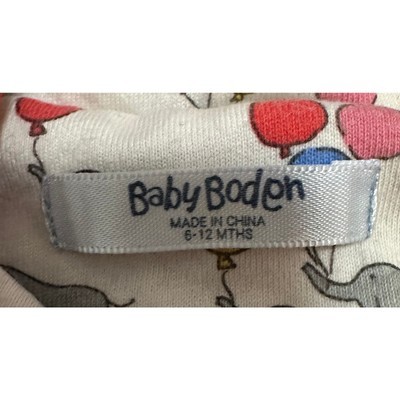 Baby Boden
MADE IN CHINA
6-12 MTHS